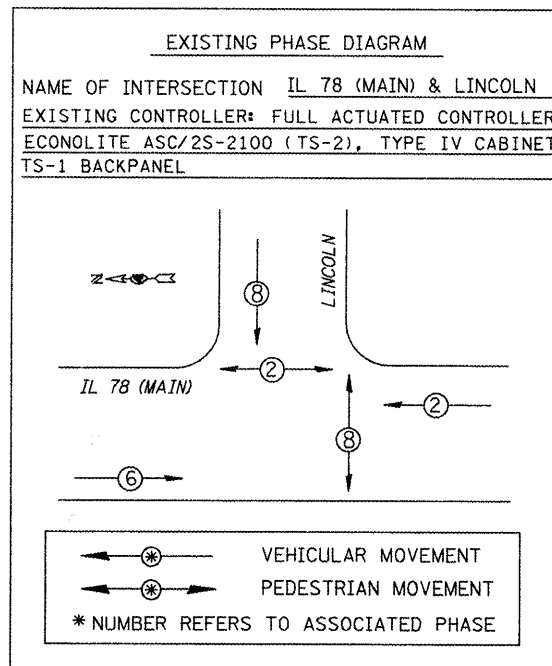 EXISTING PHASE DIAGRAM
NAME OF INTERSECTION IL 78 (MAIN) & LINCOLN
EXISTING CONTROLLER: FULL ACTUATED CONTROLLER
ECONOLITE ASC/2S-2100 (TS-2), TYPE IV CABINET
TS-1 BACKPANEL
N
8
LINCOLN
2
IL 78 (MAIN)
2
8
6
* VEHICULAR MOVEMENT
* PEDESTRIAN MOVEMENT
* NUMBER REFERS TO ASSOCIATED PHASE